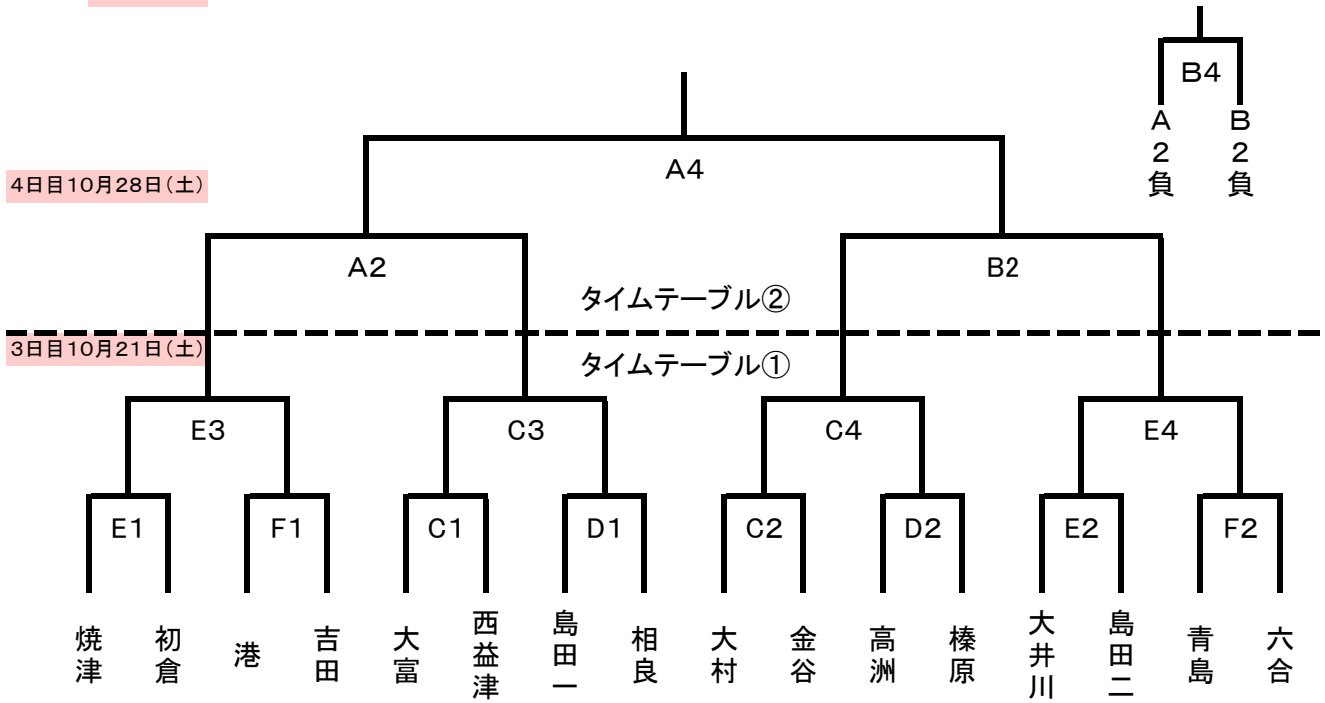 B4
A2負
B2負
A4
4日目10月28日(土)
A2
B2
タイムテーブル②
3日目10月21日(土)
タイムテーブル①
E3
C3
C4
E4
E1
F1
C1
D1
C2
D2
E2
F2
焼津
初倉
港
吉田
大富
西益津
島田一
相良
大村
金谷
高洲
榛原
大井川
島田二
青島
六合